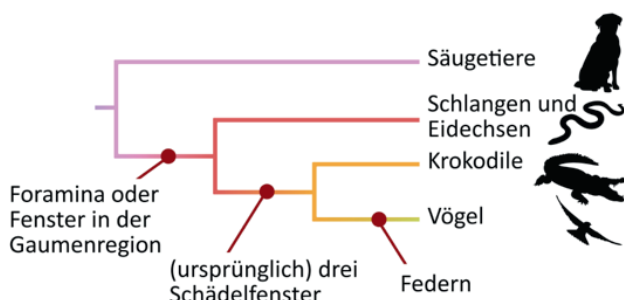 Säugetiere
Schlangen und
Eidechsen
Krokodile
Vögel
Foramina oder
Fenster in der
Gaumenregion
(ursprünglich) drei
Schädelfenster
Federn